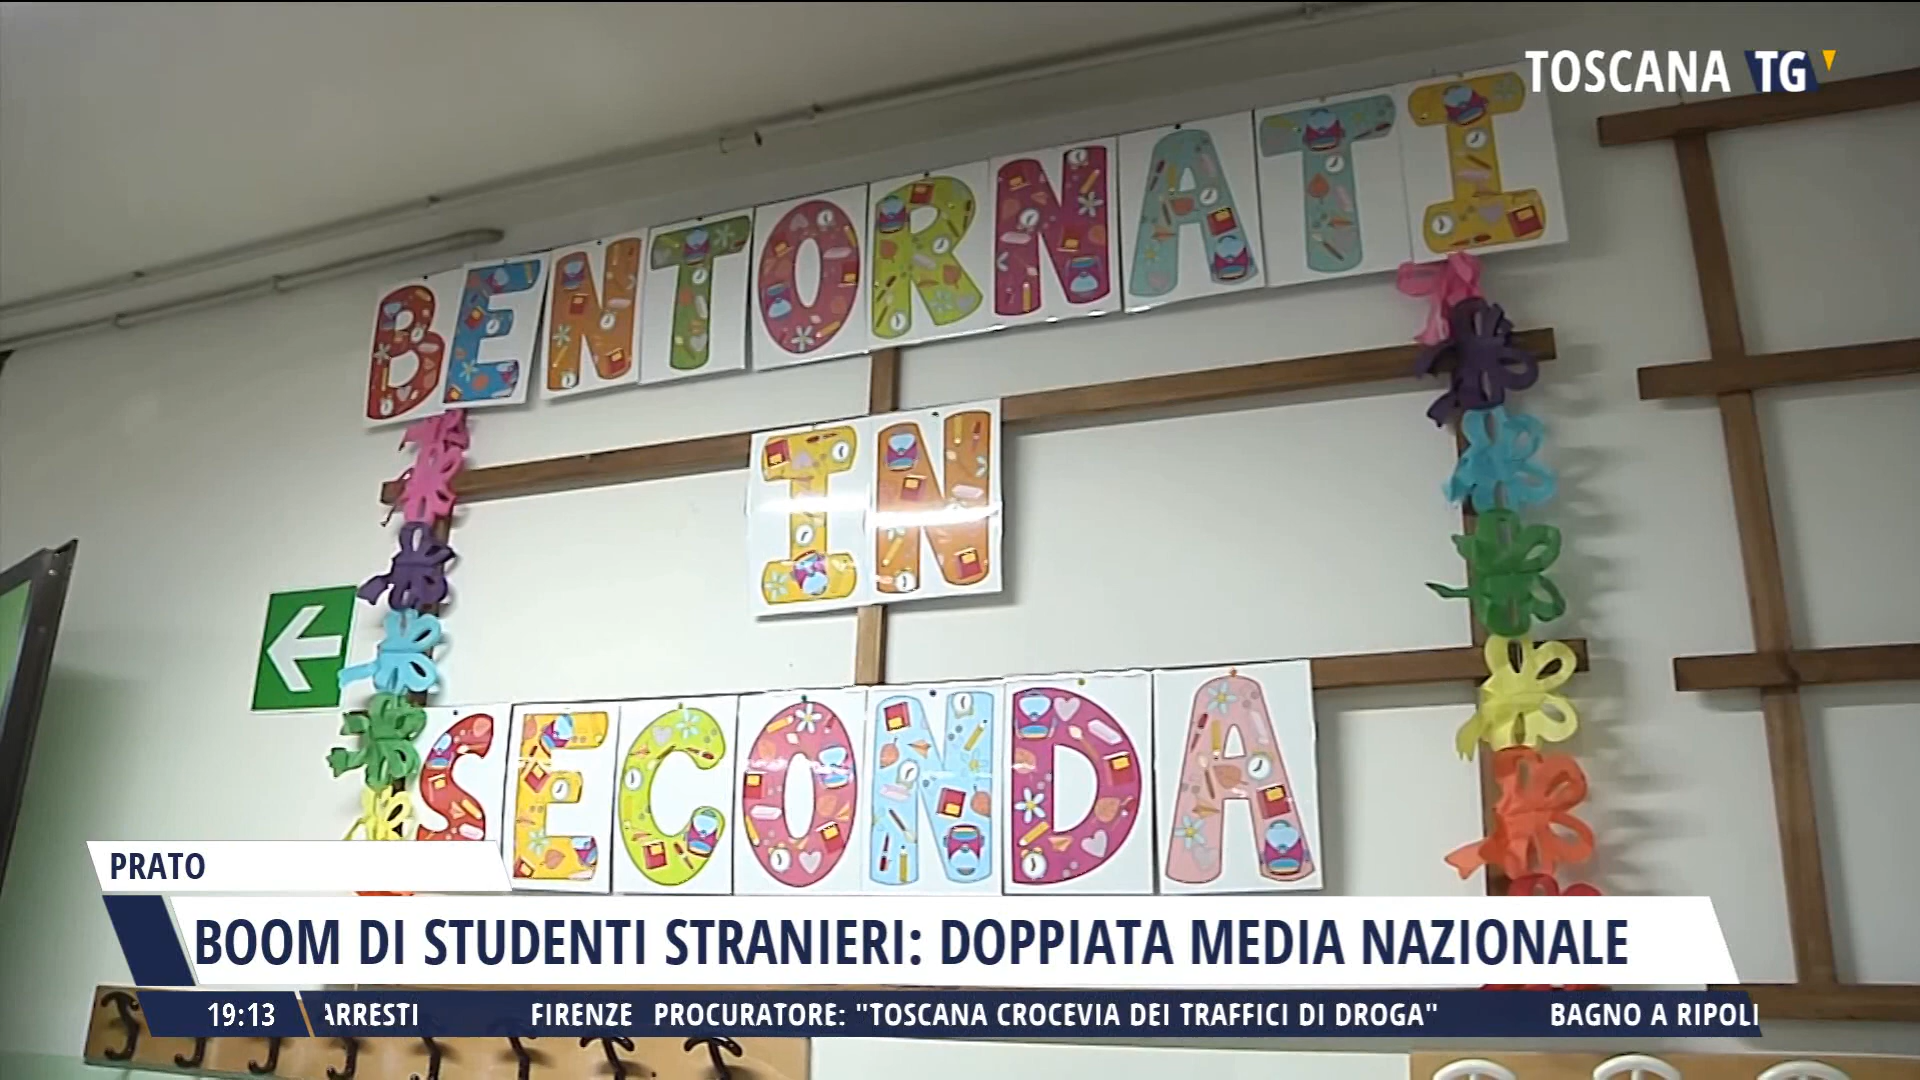 TOSCANA TG
BENTORNATI
IN
SECONDA
PRATO
BOOM DI STUDENTI STRANIERI: DOPPIATA MEDIA NAZIONALE
19:13 ARRESTI FIRENZE PROCURATORE: "TOSCANA CROCEVIA DEI TRAFFICI DI DROGA" BAGNO A RIPOLI